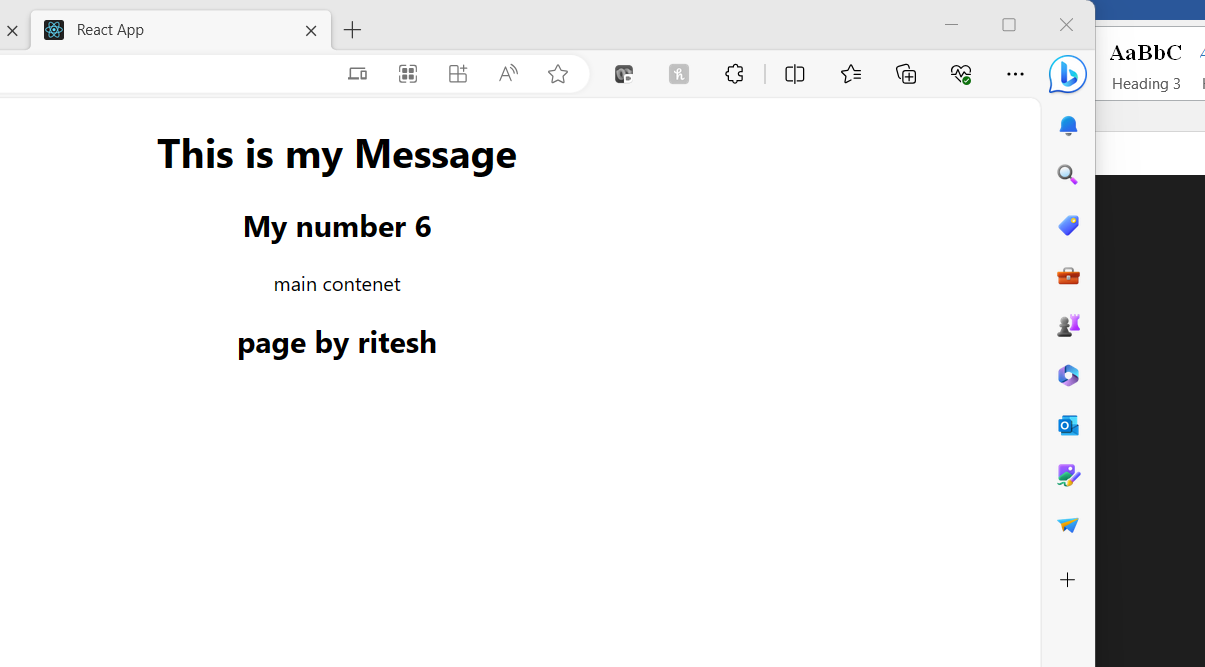 React App
AaBbC
Heading 3
This is my Message
My number 6
main contenet
page by ritesh